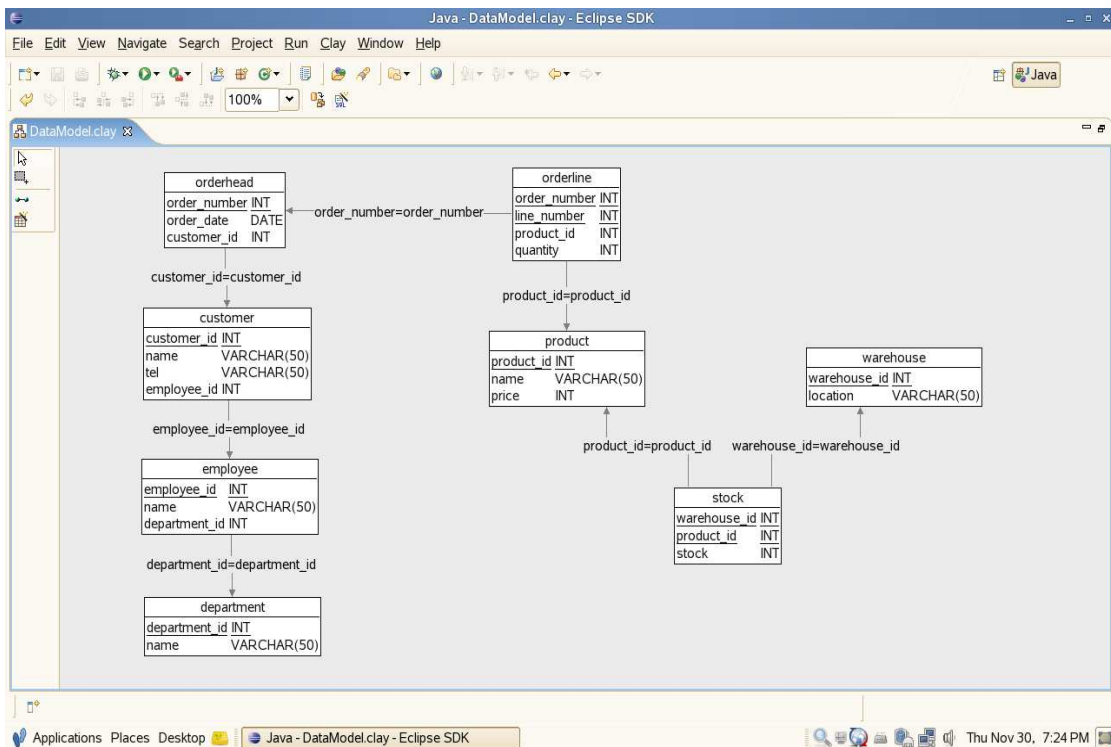 Java - DataModel.clay - Eclipse SDK
File Edit View Navigate Search Project Run Clay Window Help
Java
100%
DataModel.clay
orderhead
order_number INT
order_date DATE
customer_id INT
order_number=order_number
orderline
order_number INT
line_number INT
product_id INT
quantity INT
customer_id=customer_id
product_id=product_id
customer
customer_id INT
name VARCHAR(50)
tel VARCHAR(50)
employee_id INT
product
product_id INT
name VARCHAR(50)
price INT
warehouse
warehouse_id INT
location VARCHAR(50)
employee_id=employee_id
product_id=product_id
warehouse_id=warehouse_id
employee
employee_id INT
name VARCHAR(50)
department_id INT
stock
warehouse_id INT
product_id INT
stock INT
department_id=department_id
department
department_id INT
name VARCHAR(50)
Applications Places Desktop
Java - DataModel.clay - Eclipse SDK
Thu Nov 30, 7:24 PM